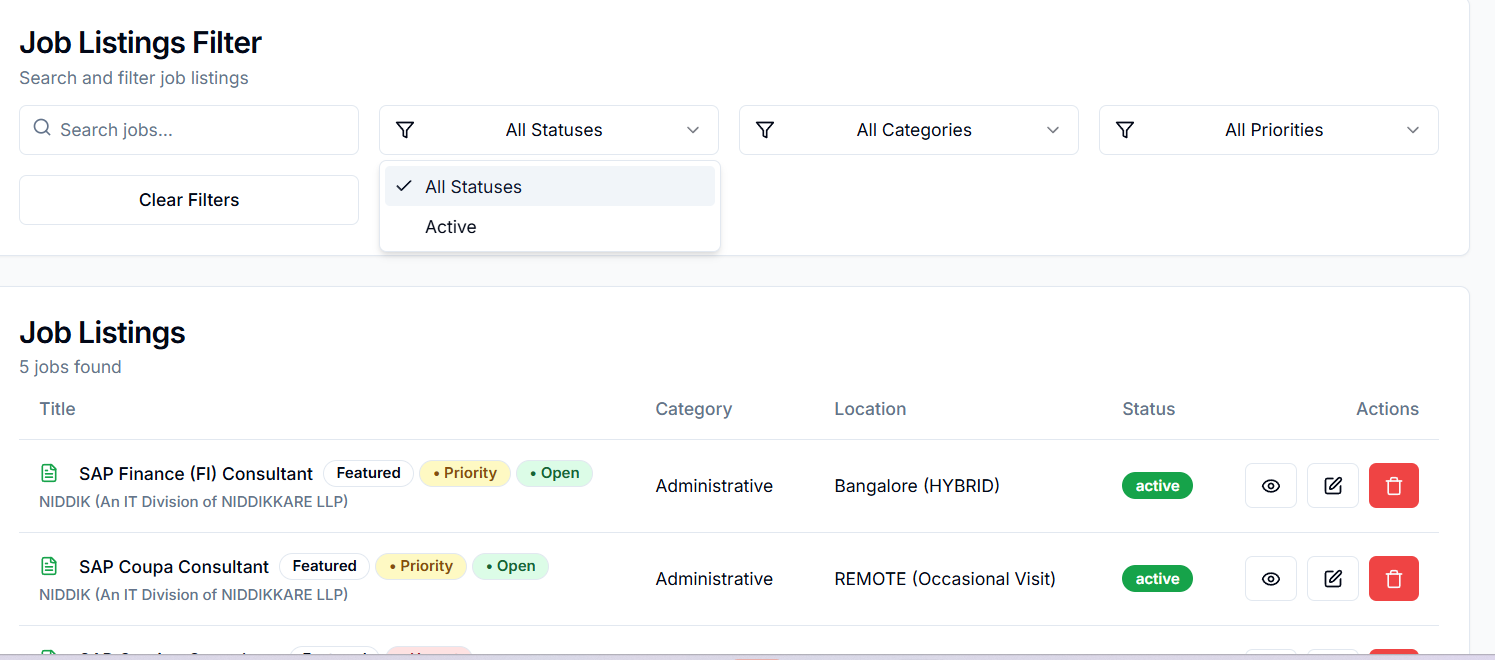 Job Listings Filter
Search and filter job listings
Search jobs... All Statuses All Categories All Priorities
Clear Filters
All Statuses
Active
Job Listings
5 jobs found
Title Category Location Status Actions
SAP Finance (FI) Consultant Featured • Priority • Open
NIDDIK (An IT Division of NIDDIKKARE LLP)
Administrative Bangalore (HYBRID) active
SAP Coupa Consultant Featured • Priority • Open
NIDDIK (An IT Division of NIDDIKKARE LLP)
Administrative REMOTE (Occasional Visit) active